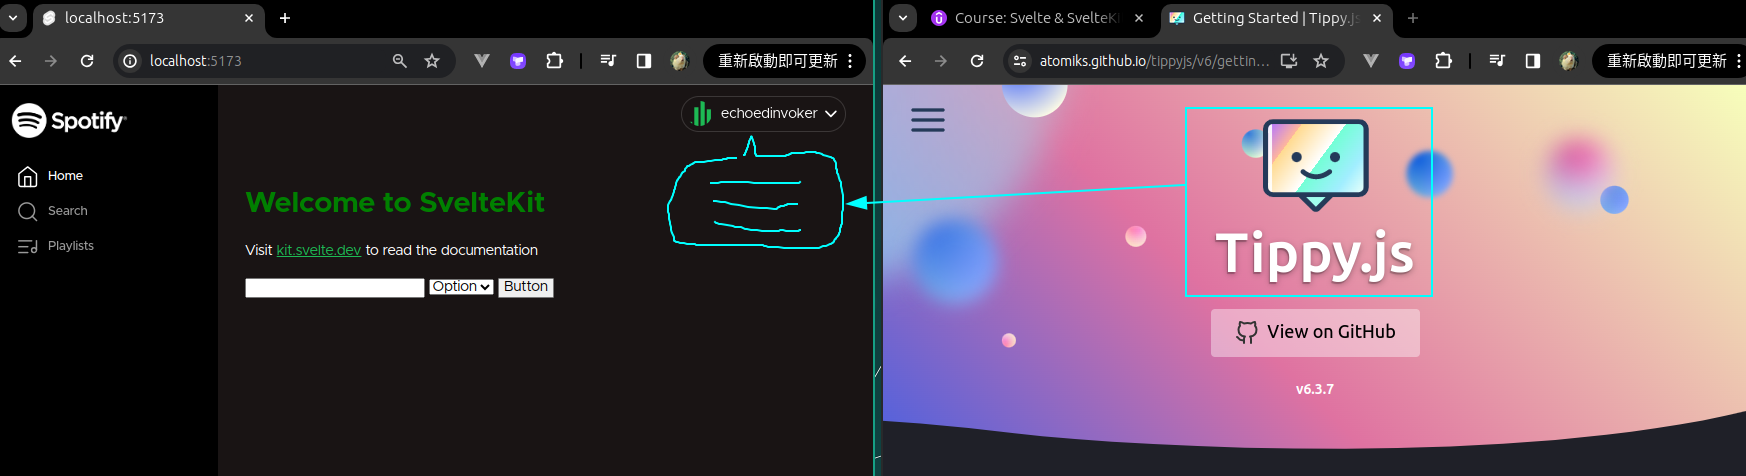 localhost:5173
localhost:5173
重新啟動即可更新
Spotify
echoedinvoker
Home
Search
Playlists
Welcome to SvelteKit
Visit kit.svelte.dev to read the documentation
Option
Button
Course: Svelte & SvelteKi
Getting Started | Tippy.js
atomiks.github.io/tippyjs/v6/gettin...
重新啟動即可更新
Tippy.js
View on GitHub
v6.3.7